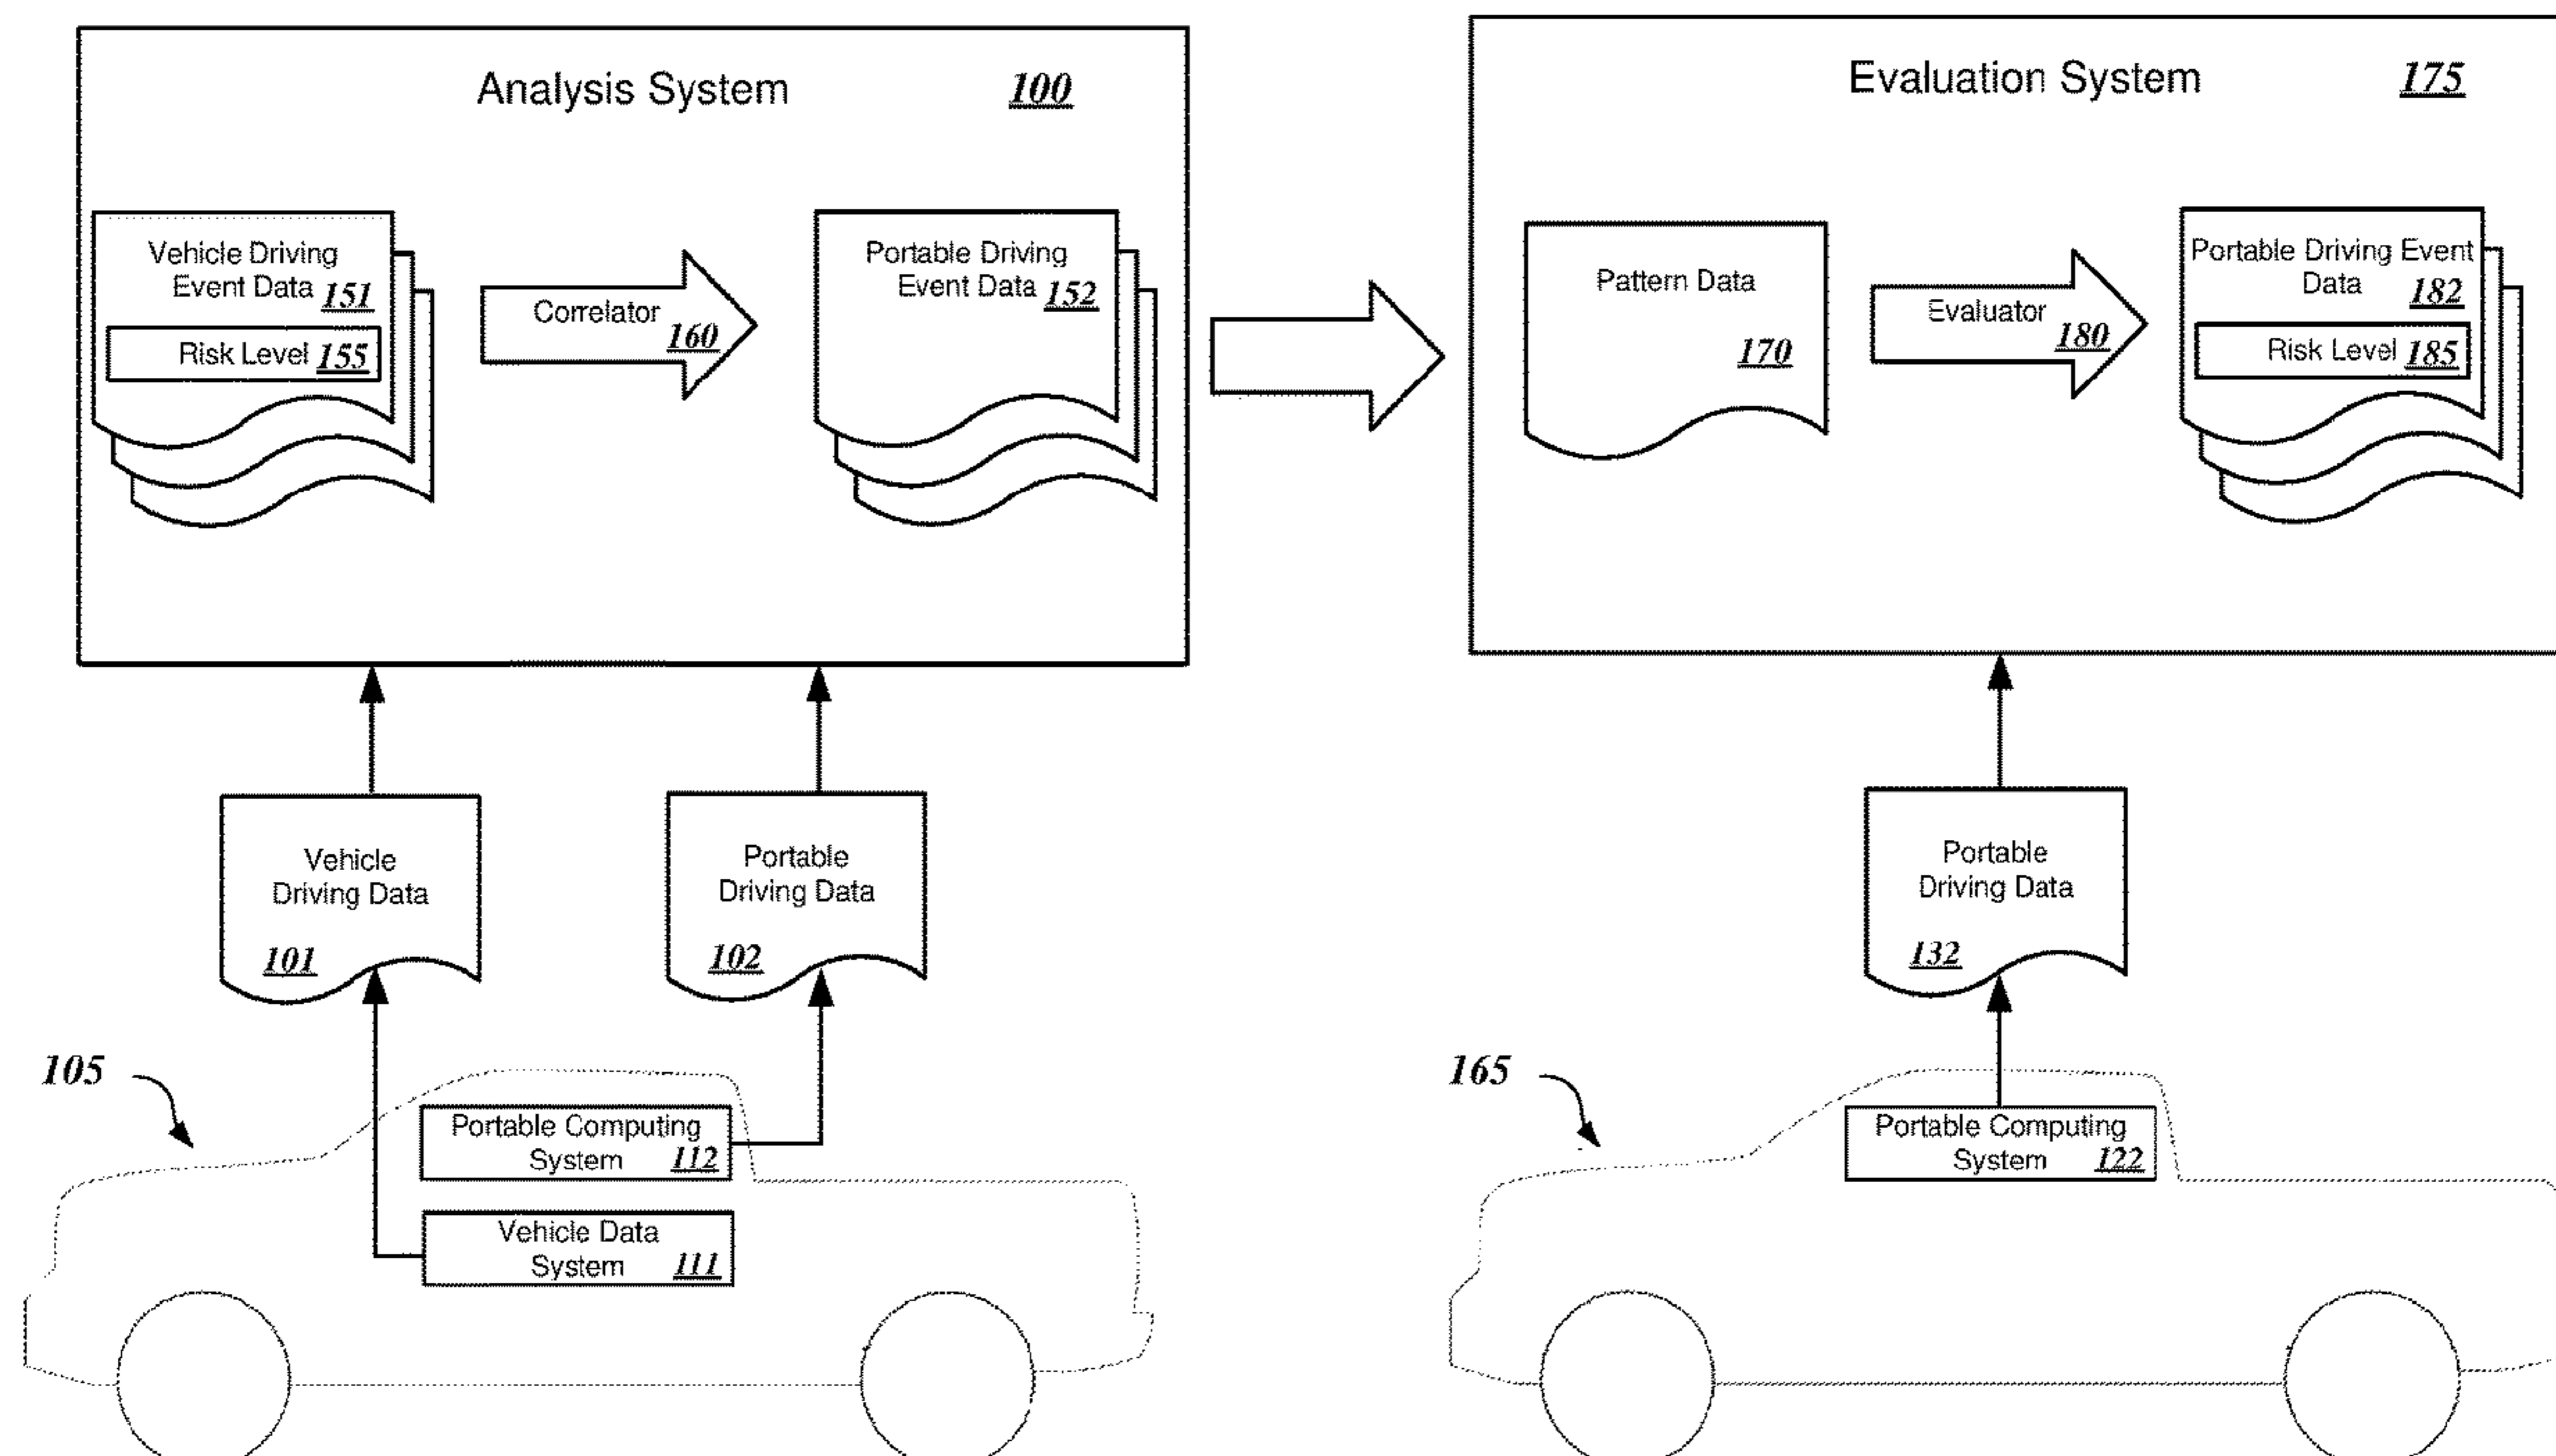 Analysis System 100
Vehicle Driving
Event Data 151
Risk Level 155
Correlator
160
Portable Driving
Event Data 152
Evaluation System 175
Pattern Data
170
Evaluator
180
Portable Driving Event
Data 182
Risk Level 185
Vehicle
Driving Data
101
Portable
Driving Data
102
Portable
Driving Data
132
105
Portable Computing
System 112
Vehicle Data
System 111
165
Portable Computing
System 122